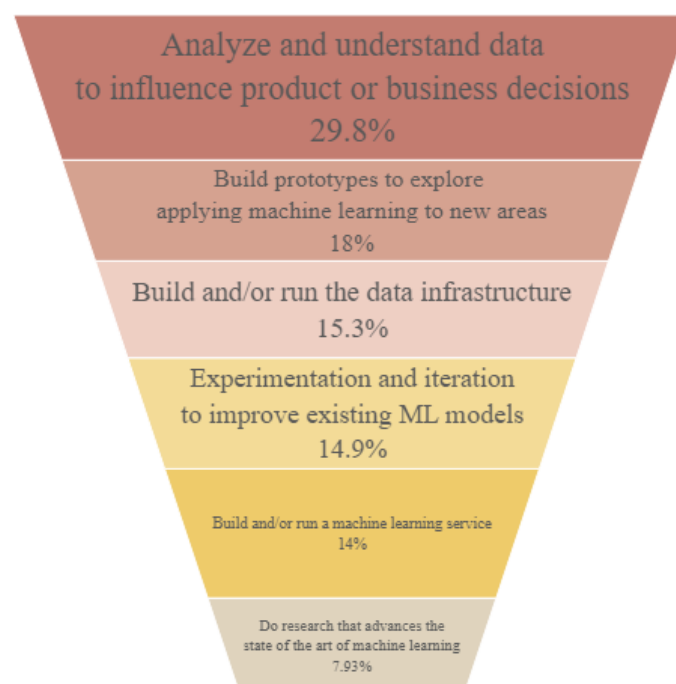 Analyze and understand data
to influence product or business decisions
29.8%
Build prototypes to explore
applying machine learning to new areas
18%
Build and/or run the data infrastructure
15.3%
Experimentation and iteration
to improve existing ML models
14.9%
Build and/or run a machine learning service
14%
Do research that advances the
state of the art of machine learning
7.93%